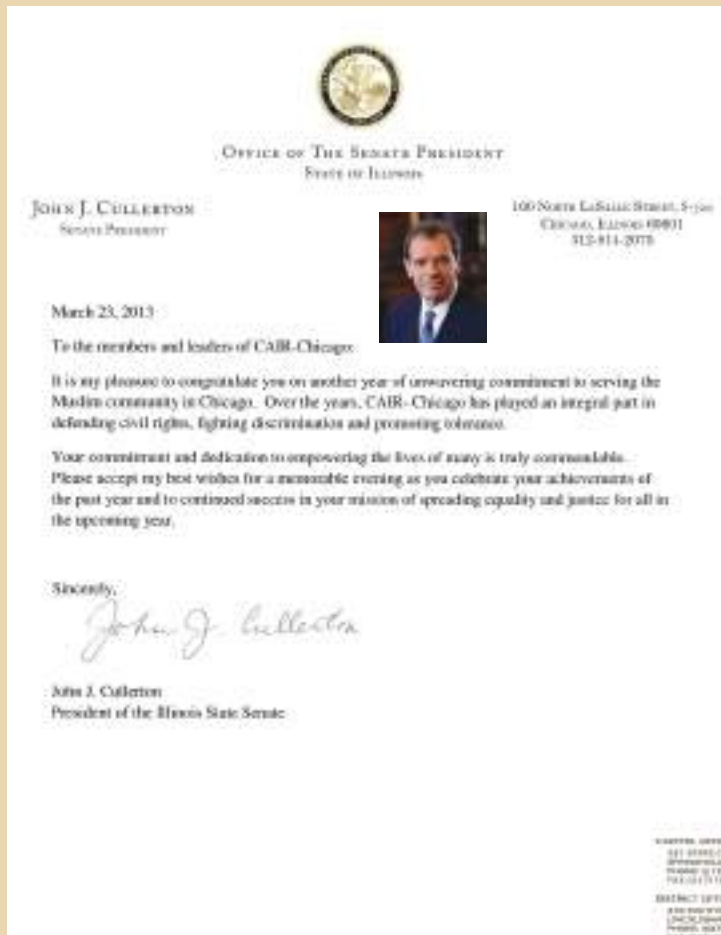 OFFICE OF THE SENATE PRESIDENT
STATE OF ILLINOIS
JOHN J. CULLERTON
SENATE PRESIDENT
100 NORTH LASALLE STREET,
CHICAGO, ILLINOIS 60601
March 23, 2013
To the members and leaders of CAIR-Chicago:
It is my pleasure to congratulate you on another year of unwavering commitment to serving the
Muslim community in Chicago. Over the years, CAIR-Chicago has played an integral part in
defending civil rights, fighting discrimination and promoting tolerance.
Your commitment and dedication to empowering the lives of many is truly commendable.
Please accept my best wishes for a memorable evening as you celebrate your achievements of
the past year and to continued success in your mission of spreading equality and justice for all in
the upcoming year.
Sincerely,
John J. Cullerton
John J. Cullerton
President of the Illinois State Senate